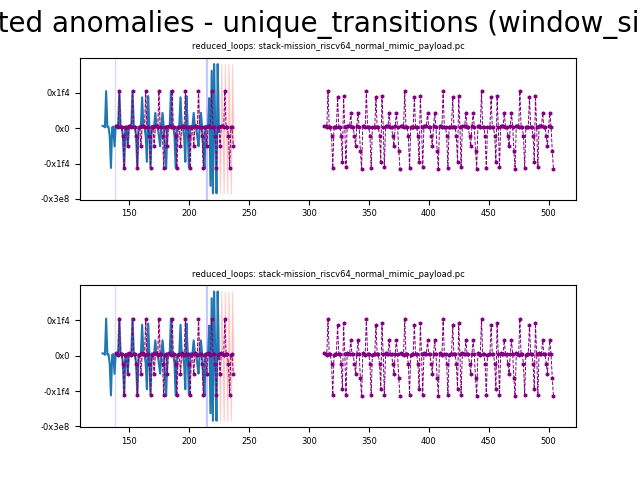 ted anomalies - unique_transitions (window_si
reduced_loops: stack-mission_riscv64_normal_mimic_payload.pc
0x1f4
0x0
-0x1f4
-0x3e8
150 200 250 300 350 400 450 500
reduced_loops: stack-mission_riscv64_normal_mimic_payload.pc
0x1f4
0x0
-0x1f4
-0x3e8
150 200 250 300 350 400 450 500